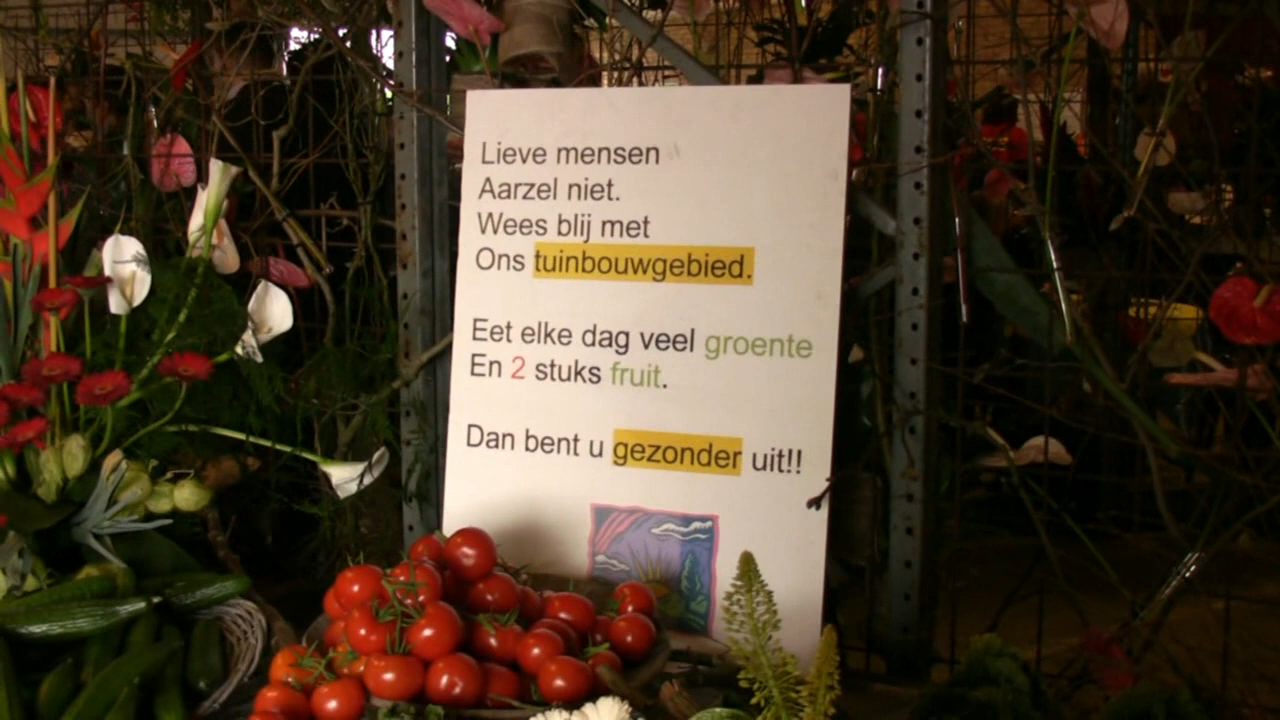 Lieve mensen
Aarzel niet.
Wees blij met
Ons tuinbouwgebied.
Eet elke dag veel groente
En 2 stuks fruit.
Dan bent u gezonder uit!!